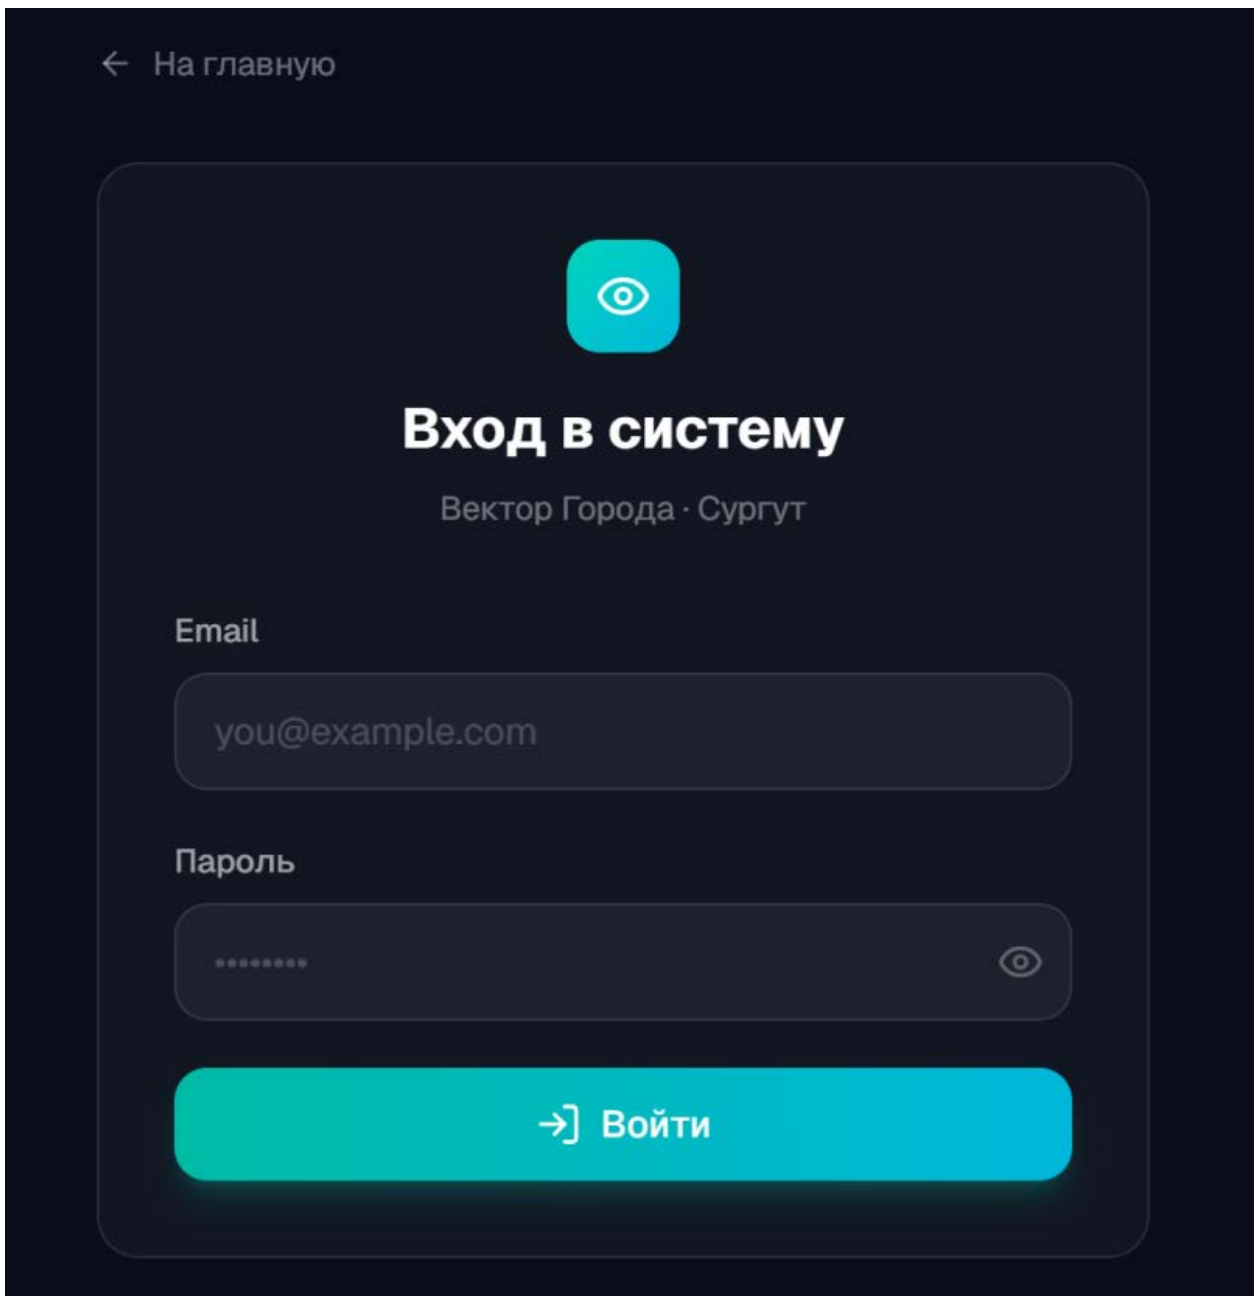 На главную
Вход в систему
Вектор Города · Сургут
Email
you@example.com
Пароль
••••••••
Войти